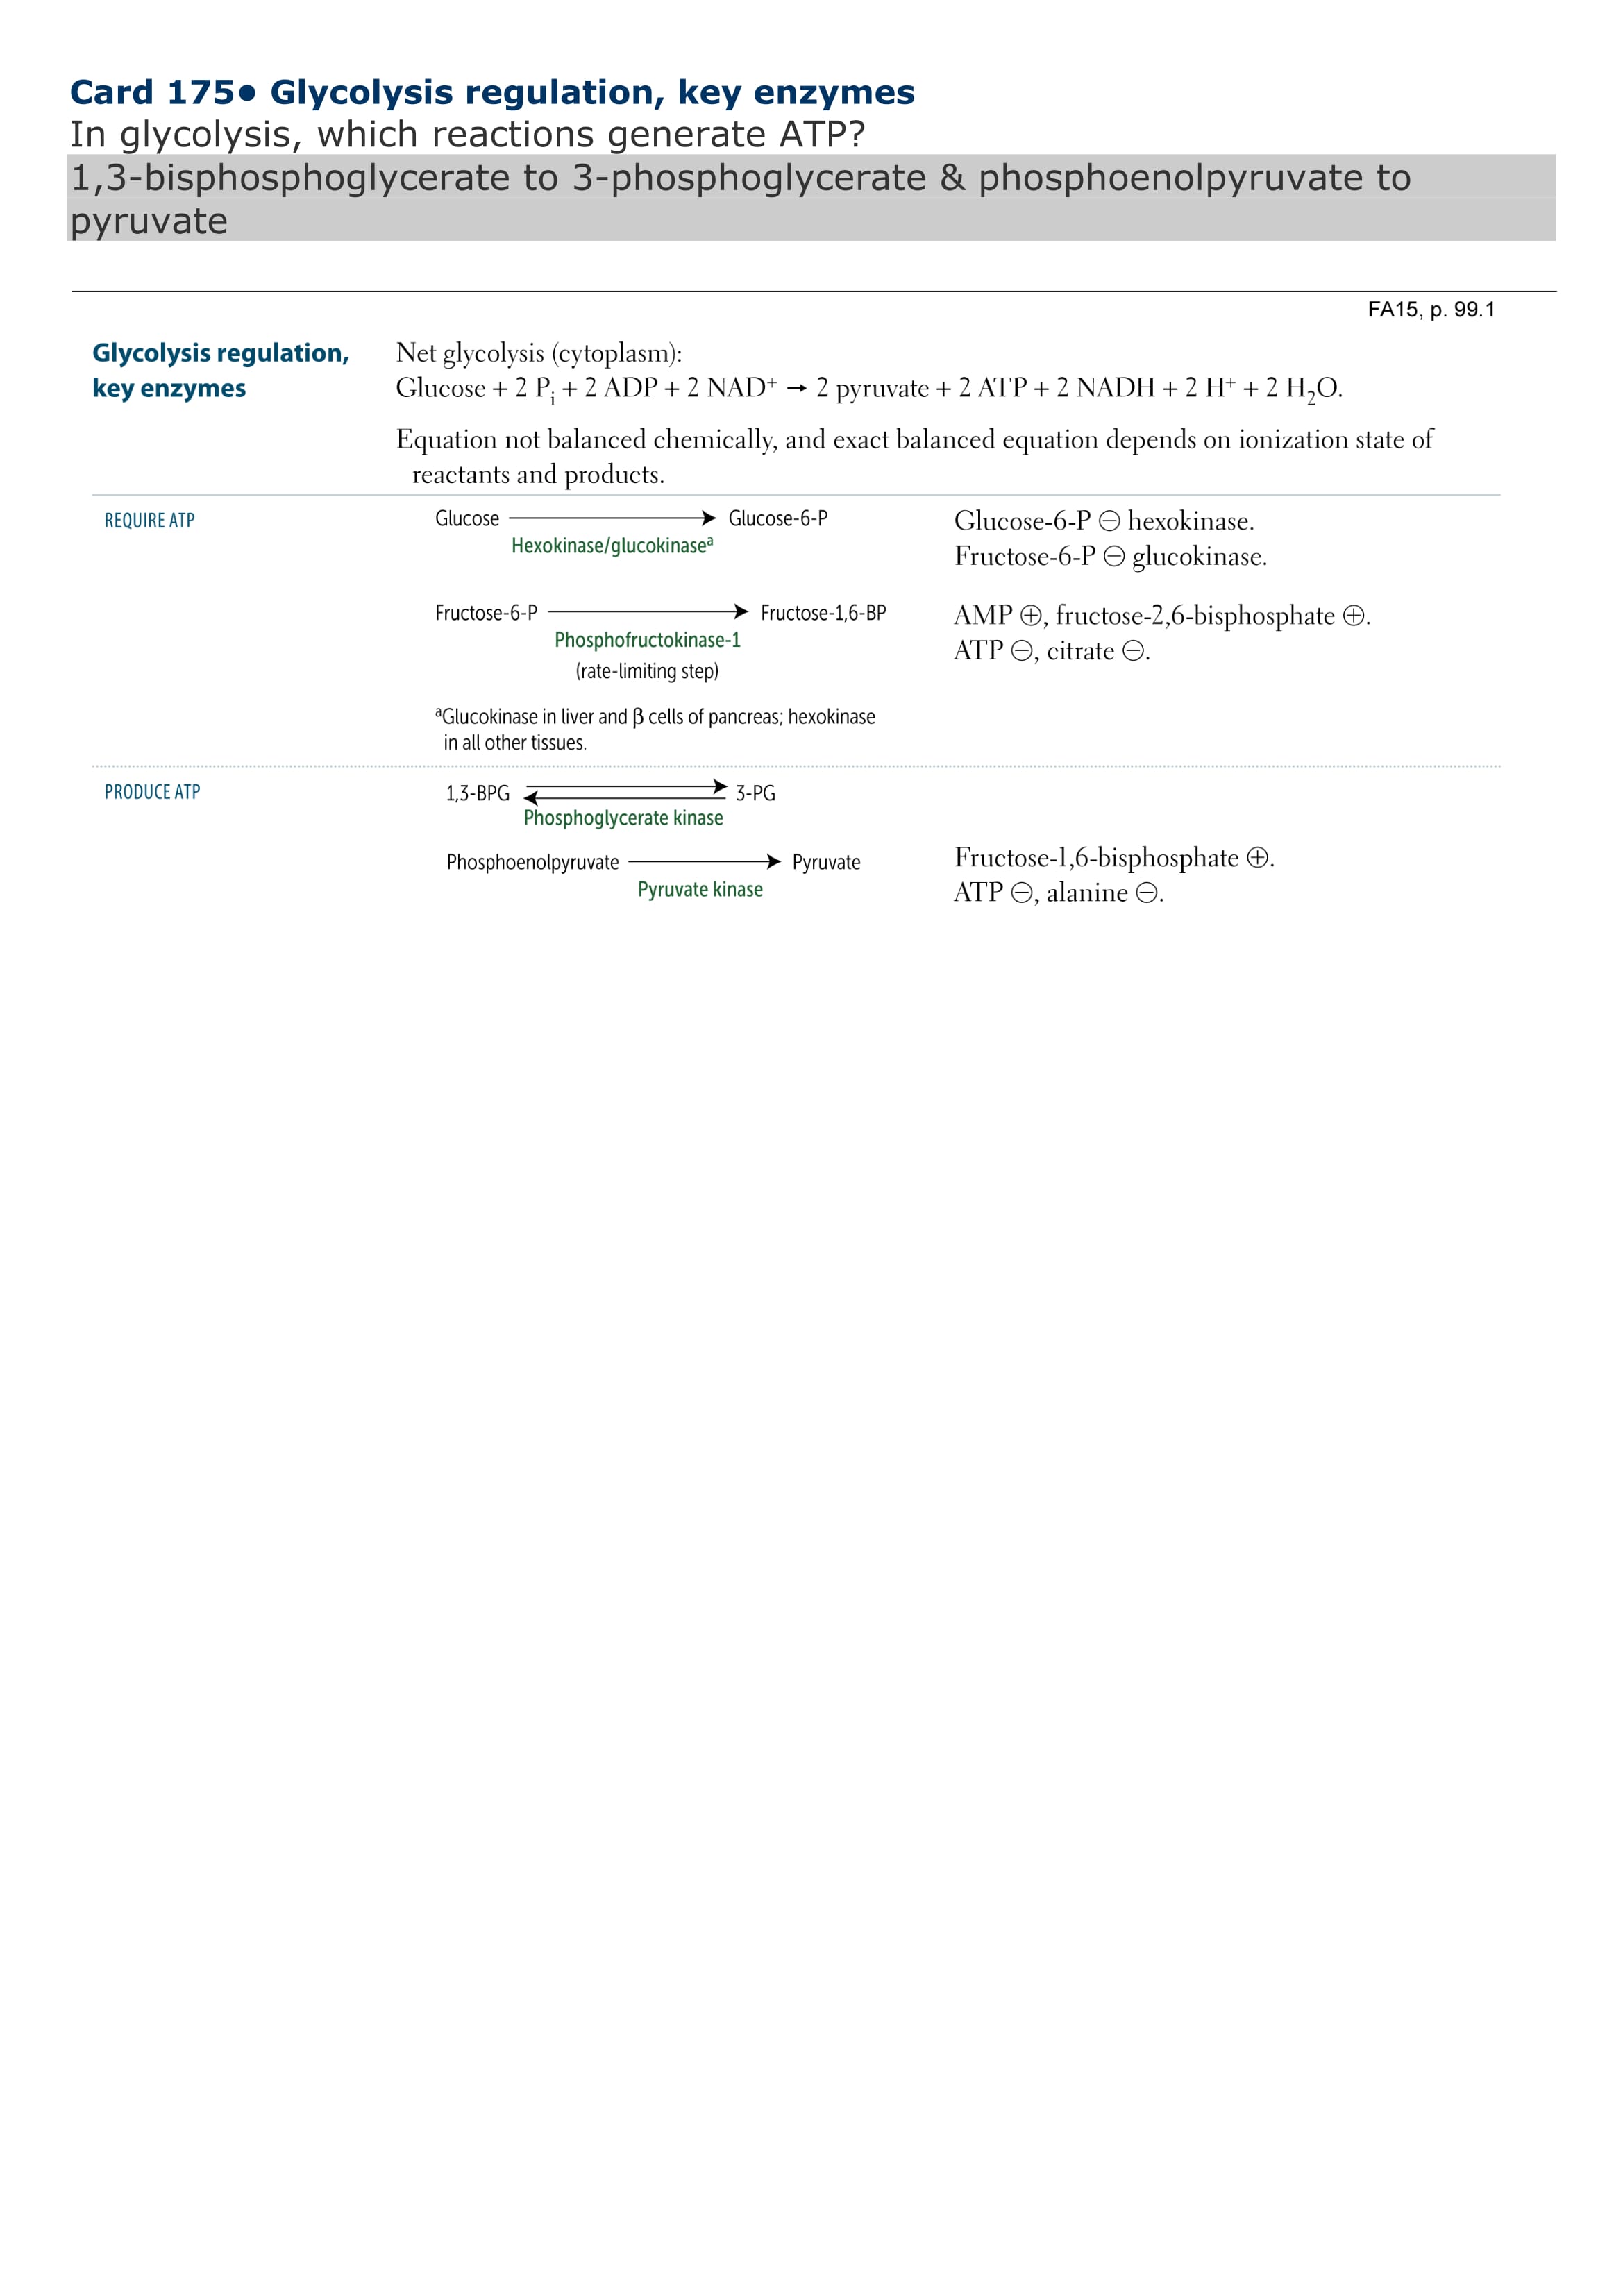 Card 175● Glycolysis regulation, key enzymes
In glycolysis, which reactions generate ATP?
1,3-bisphosphoglycerate to 3-phosphoglycerate & phosphoenolpyruvate to
pyruvate
FA15, p. 99.1
Glycolysis regulation,
key enzymes
Net glycolysis (cytoplasm):
Glucose + 2 Pi + 2 ADP + 2 NAD+ → 2 pyruvate + 2 ATP + 2 NADH + 2 H+ + 2 H2O.
Equation not balanced chemically, and exact balanced equation depends on ionization state of
reactants and products.
REQUIRE ATP
Glucose → Glucose-6-P
Hexokinase/glucokinaseᵃ
Glucose-6-P ⊖ hexokinase.
Fructose-6-P ⊖ glucokinase.
Fructose-6-P → Fructose-1,6-BP
Phosphofructokinase-1
(rate-limiting step)
AMP ⊕, fructose-2,6-bisphosphate ⊕.
ATP ⊖, citrate ⊖.
ᵃGlucokinase in liver and β cells of pancreas; hexokinase
in all other tissues.
PRODUCE ATP
1,3-BPG ⇄ 3-PG
Phosphoglycerate kinase
Phosphoenolpyruvate → Pyruvate
Pyruvate kinase
Fructose-1,6-bisphosphate ⊕.
ATP ⊖, alanine ⊖.